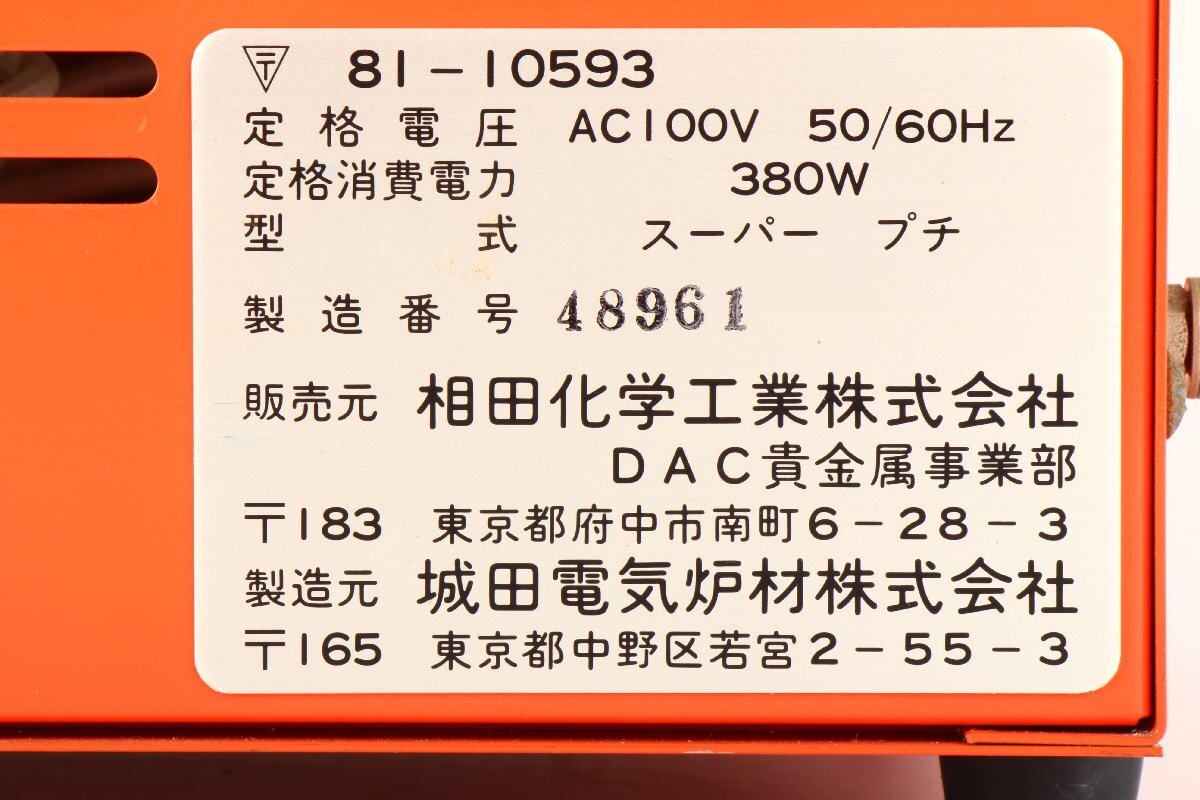 〒 81-10593
定格電圧 AC100V 50/60Hz
定格消費電力 380W
型式 スーパー プチ
製造番号 48961
販売元 相田化学工業株式会社
DAC貴金属事業部
〒183 東京都府中市南町6-28-3
製造元 城田電気炉材株式会社
〒165 東京都中野区若宮2-55-3